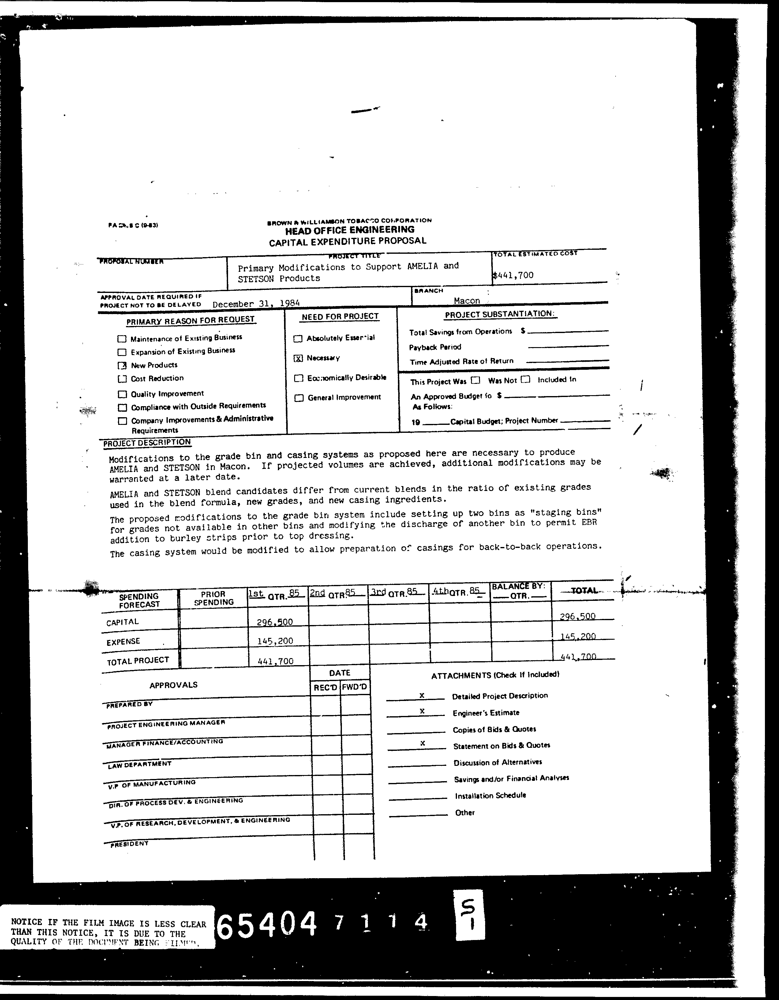 BROWN & WILLIAMSON TOBACCO CORPORATION
HEAD OFFICE ENGINEERING
CAPITAL EXPENDITURE PROPOSAL
PROPOSAL NUMBER
PROJECT TITLE
Primary Modifications to Support AMELIA and
STETSON Products
TOTAL ESTIMATED COST
$441,700
APPROVAL DATE REQUIRED IF
PROJECT NOT TO BE DELAYED December 31, 1984
BRANCH
Macon
PRIMARY REASON FOR REQUEST
Maintenance of Existing Business
Expansion of Existing Business
X New Products
Cost Reduction
Quality Improvement
Compliance with Outside Requirements
Company Improvements & Administrative
Requirements
NEED FOR PROJECT
Absolutely Essential
X Necessary
Economically Desirable
General Improvement
PROJECT SUBSTANTIATION:
Total Savings from Operations $
Payback Period
Time Adjusted Rate of Return
This Project Was Was Not Included In
An Approved Budget fo $
As Follows:
19 Capital Budget; Project Number
PROJECT DESCRIPTION
Modifications to the grade bin and casing systems as proposed here are necessary to produce
AMELIA and STETSON in Macon. If projected volumes are achieved, additional modifications may be
warranted at a later date.
AMELIA and STETSON blend candidates differ from current blends in the ratio of existing grades
used in the blend formula, new grades, and new casing ingredients.
The proposed modifications to the grade bin system include setting up two bins as "staging bins"
for grades not available in other bins and modifying the discharge of another bin to permit EBR
addition to burley strips prior to top dressing.
The casing system would be modified to allow preparation of casings for back-to-back operations.
SPENDING FORECAST PRIOR SPENDING 1st QTR. 85 2nd QTR 85 3rd QTR. 85 4th QTR. 85 BALANCE BY: QTR. TOTAL
CAPITAL 296,500 296,500
EXPENSE 145,200 145,200
TOTAL PROJECT 441,700 441,700
APPROVALS
DATE
REC'D FWD'D
PREPARED BY
PROJECT ENGINEERING MANAGER
MANAGER FINANCE/ACCOUNTING
LAW DEPARTMENT
V.P. OF MANUFACTURING
DIR. OF PROCESS DEV. & ENGINEERING
V.P. OF RESEARCH, DEVELOPMENT, & ENGINEERING
PRESIDENT
ATTACHMENTS (Check If Included)
X Detailed Project Description
X Engineer's Estimate
Copies of Bids & Quotes
X Statement on Bids & Quotes
Discussion of Alternatives
Savings and/or Financial Analyses
Installation Schedule
Other
NOTICE IF THE FILM IMAGE IS LESS CLEAR
THAN THIS NOTICE, IT IS DUE TO THE
QUALITY OF THE DOCUMENT BEING FILMED.
65404 7114